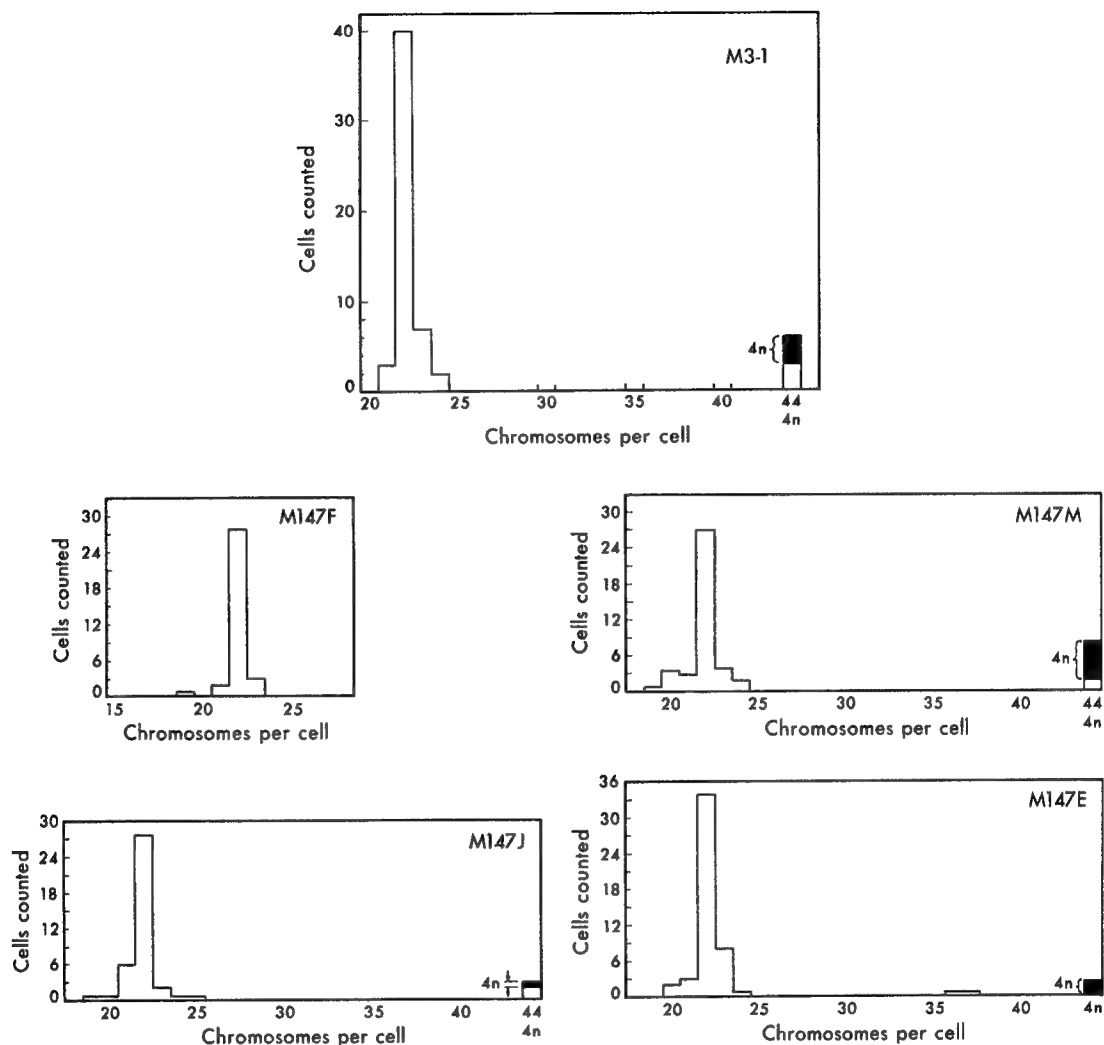 M3-1
40
30
20
10
0
Cells counted
4n
20 25 30 35 40 44
4n
Chromosomes per cell
M147F
30
24
18
12
6
0
Cells counted
15 20 25
Chromosomes per cell
M147M
30
24
18
12
6
0
Cells counted
4n
20 25 30 35 40 44
4n
Chromosomes per cell
M147J
30
24
18
12
6
0
Cells counted
4n
20 25 30 35 40 44
4n
Chromosomes per cell
M147E
36
30
24
18
12
6
0
Cells counted
4n
20 25 30 35 40 44
4n
Chromosomes per cell